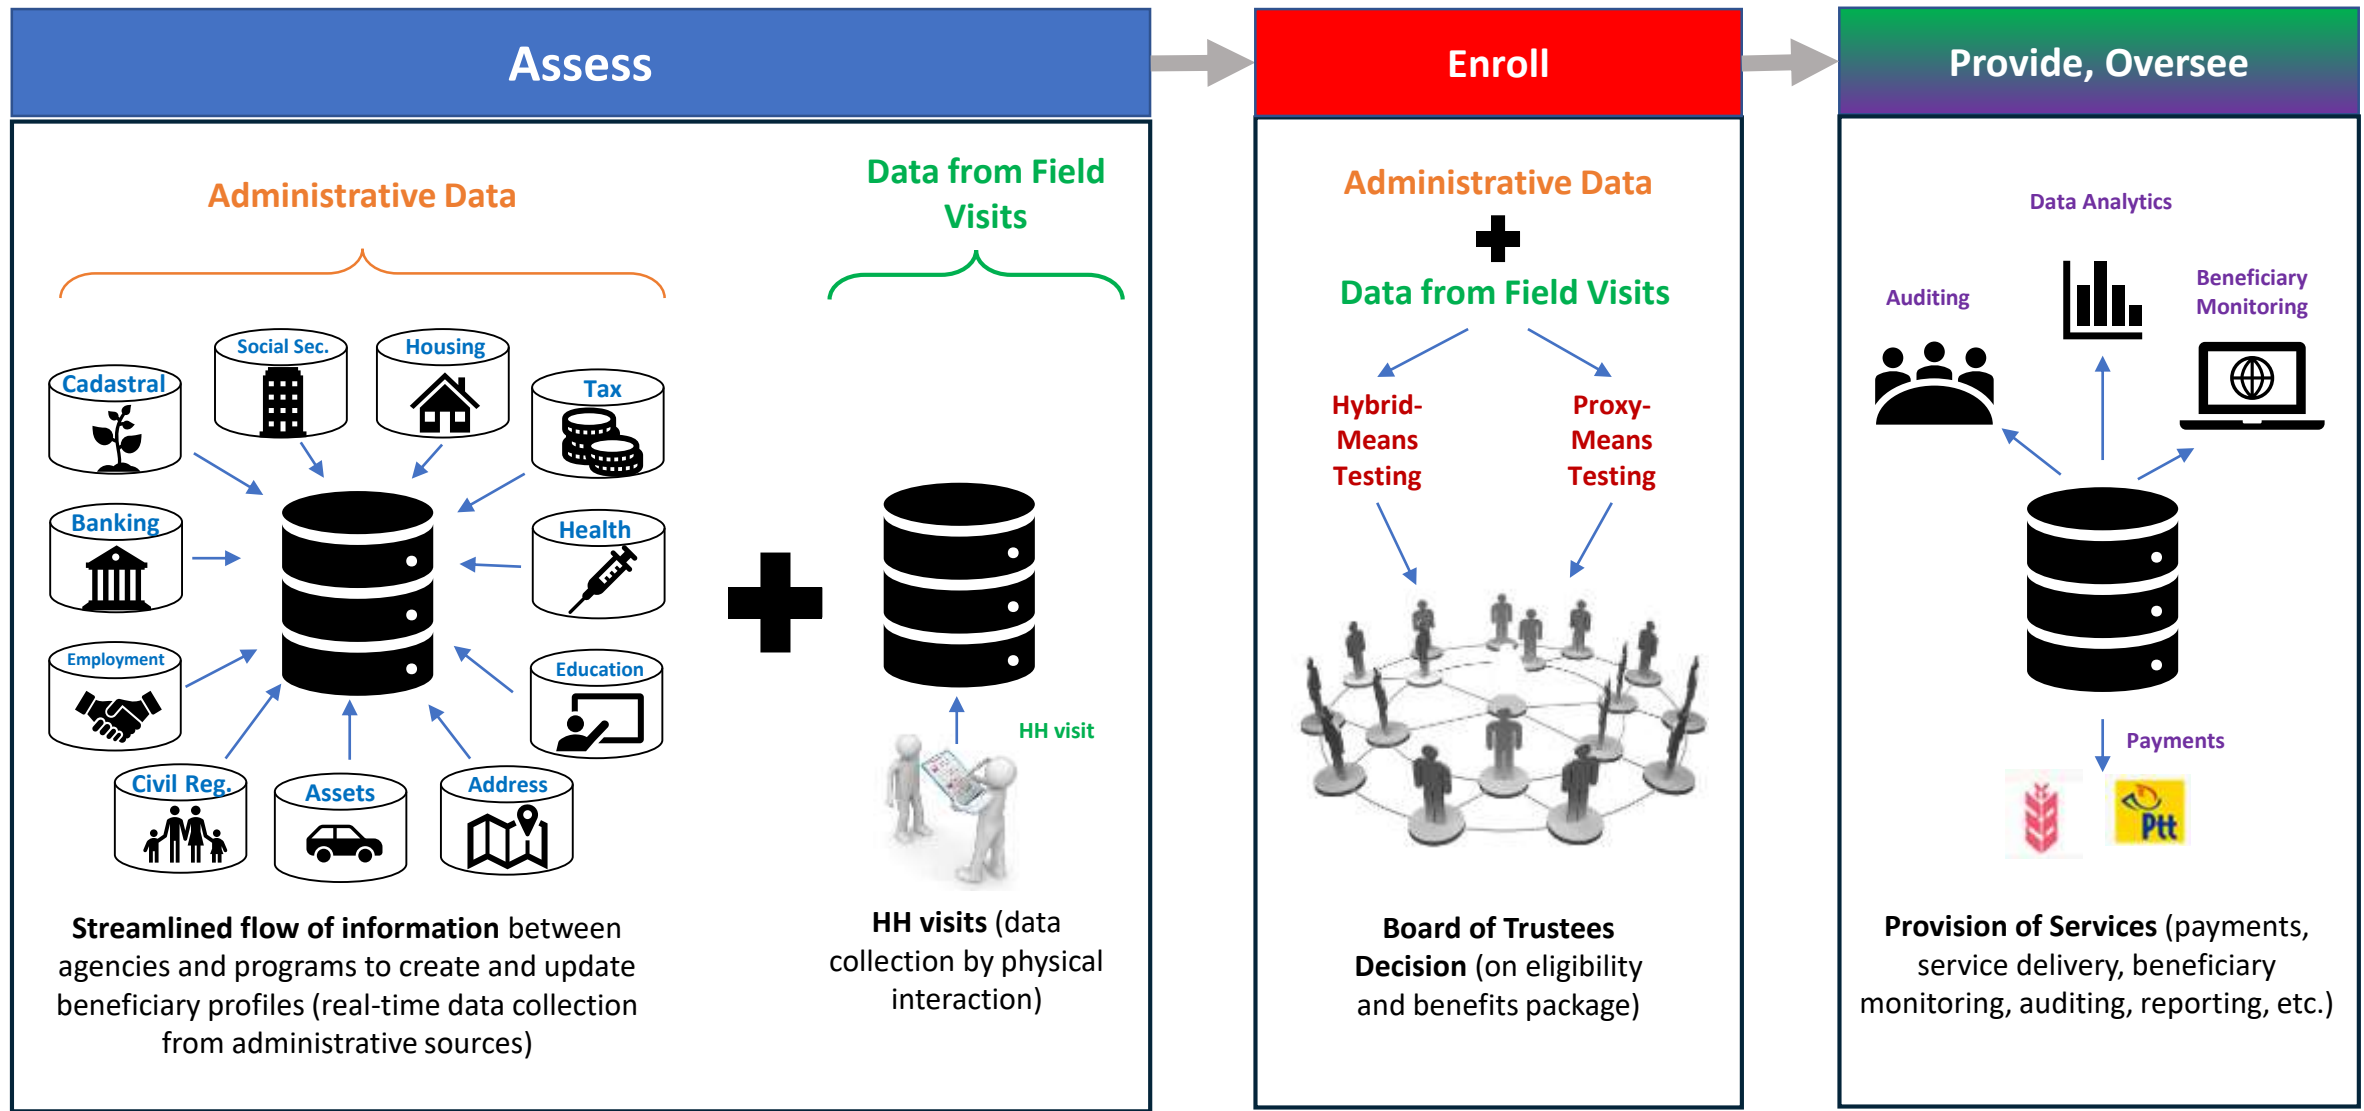 Assess
Enroll
Provide, Oversee
Administrative Data
Data from Field
Visits
Cadastral
Social Sec.
Housing
Tax
Banking
Health
Employment
Education
Civil Reg.
Assets
Address
HH visit
Streamlined flow of information between
agencies and programs to create and update
beneficiary profiles (real-time data collection
from administrative sources)
HH visits (data
collection by physical
interaction)
Administrative Data
Data from Field Visits
Hybrid-
Means
Testing
Proxy-
Means
Testing
Board of Trustees
Decision (on eligibility
and benefits package)
Data Analytics
Auditing
Beneficiary
Monitoring
Payments
Ptt
Provision of Services (payments,
service delivery, beneficiary
monitoring, auditing, reporting, etc.)